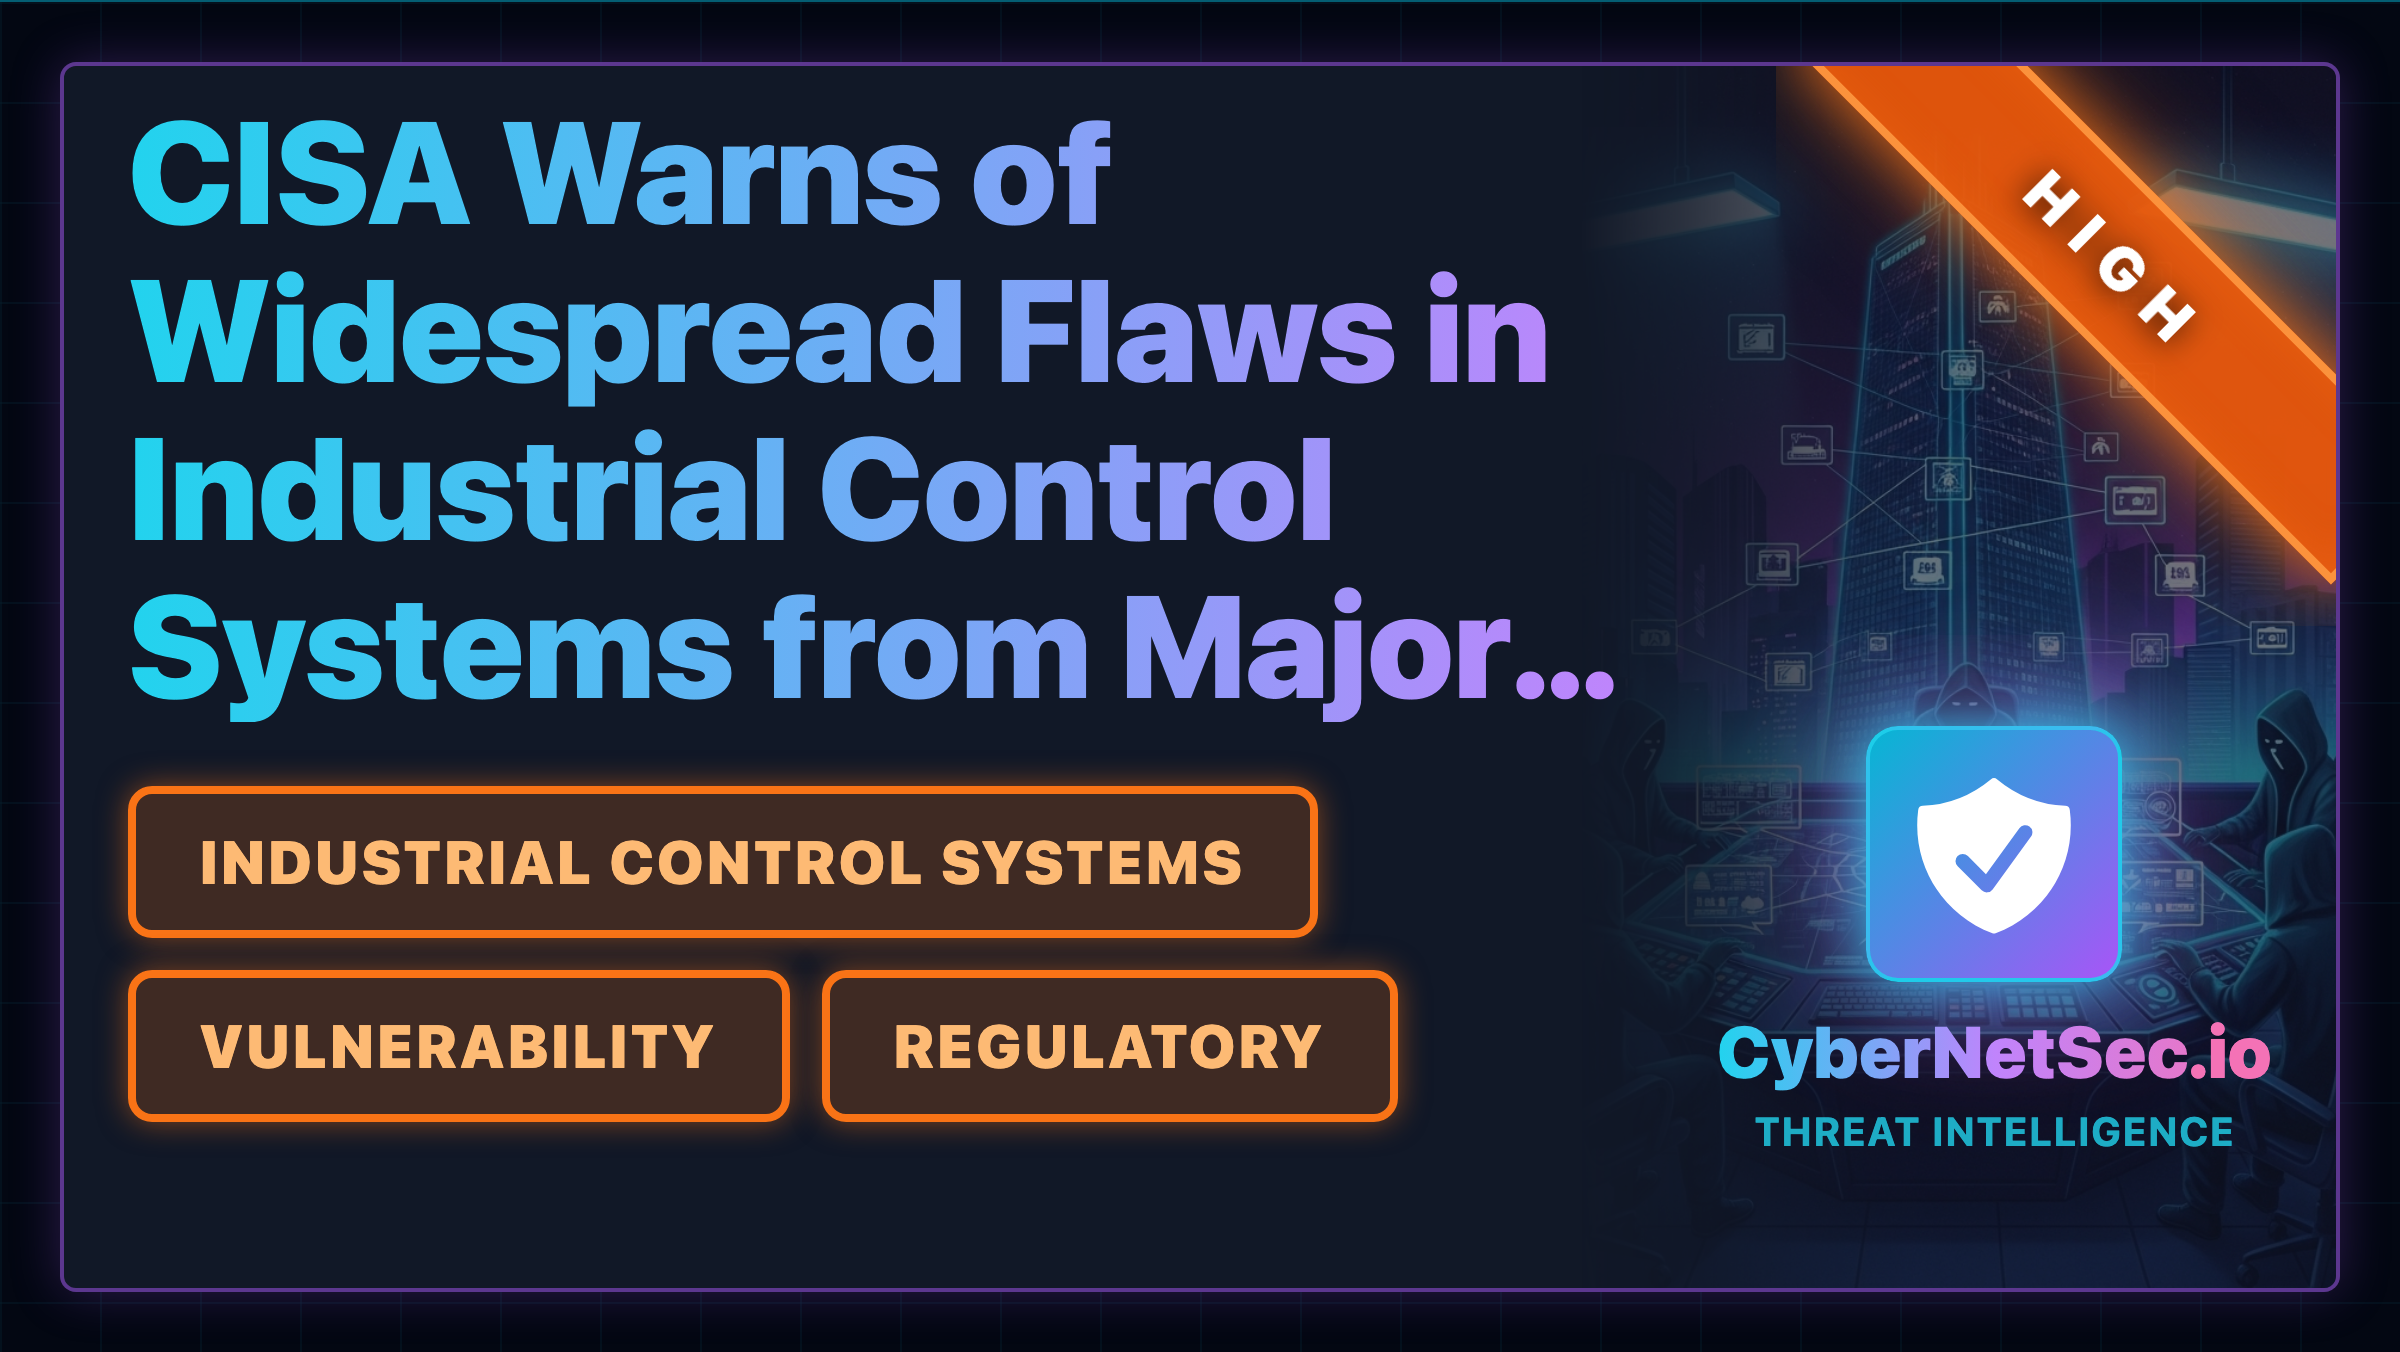 CISA Warns of
Widespread Flaws in
Industrial Control
Systems from Major...
HIGH
INDUSTRIAL CONTROL SYSTEMS
VULNERABILITY
REGULATORY
CyberNetSec.io
THREAT INTELLIGENCE